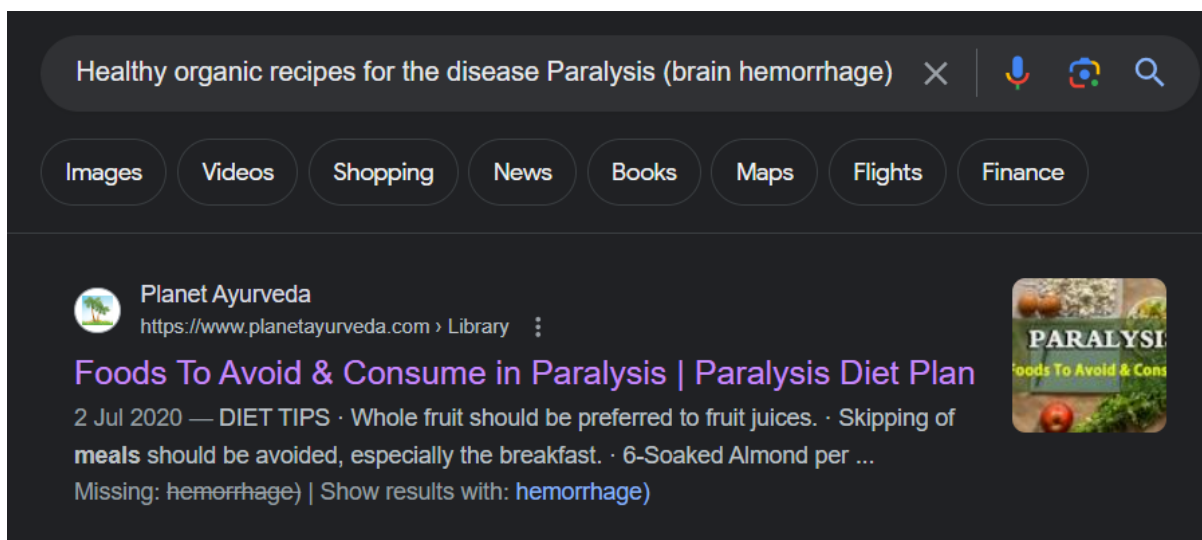 Healthy organic recipes for the disease Paralysis (brain hemorrhage)
Images Videos Shopping News Books Maps Flights Finance
Planet Ayurveda
https://www.planetayurveda.com › Library
Foods To Avoid & Consume in Paralysis | Paralysis Diet Plan
2 Jul 2020 — DIET TIPS · Whole fruit should be preferred to fruit juices. · Skipping of
meals should be avoided, especially the breakfast. · 6-Soaked Almond per ...
Missing: hemorrhage) | Show results with: hemorrhage)
PARALYSI
Foods To Avoid & Cons